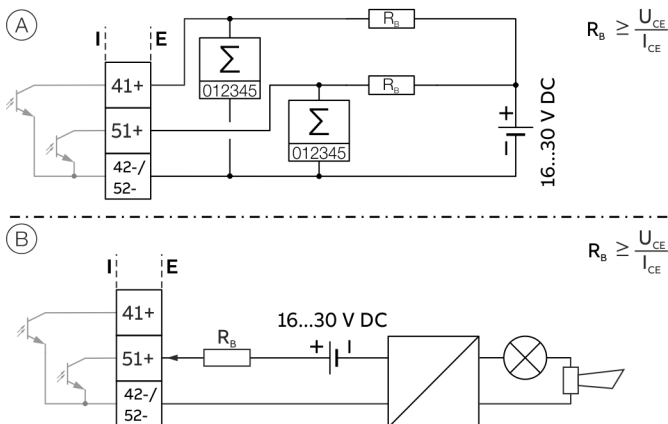 A
I E
41+
51+
42-/
52-
Σ
012345
Σ
012345
R_B
R_B
+
I
16...30 V DC
R_B ≥ U_CE
I_CE
B
I E
41+
51+
42-/
52-
R_B
16...30 V DC
+ I
R_B ≥ U_CE
I_CE